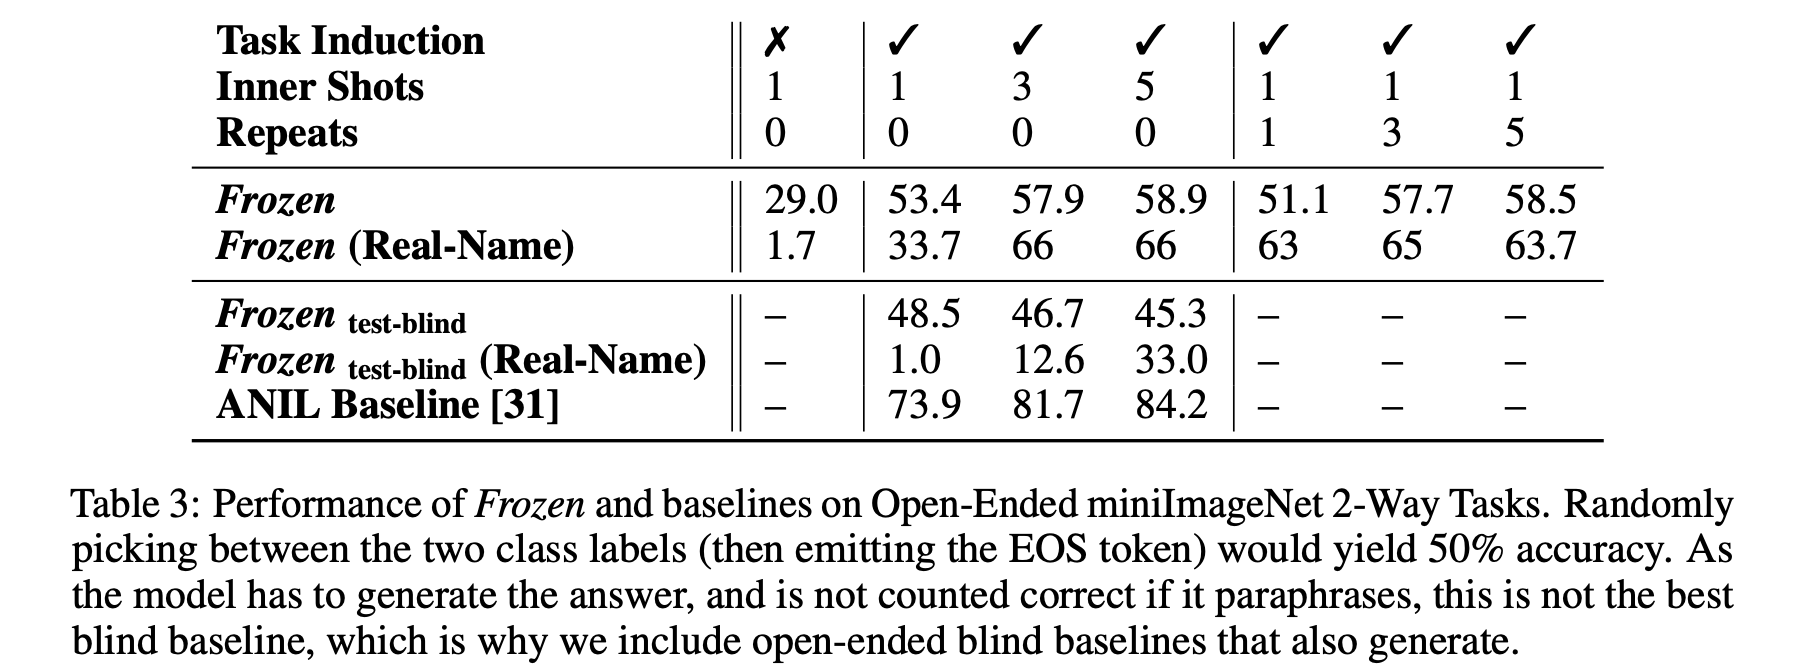 Task Induction ✗ ✓ ✓ ✓ ✓ ✓ ✓
Inner Shots 1 1 3 5 1 1 1
Repeats 0 0 0 0 1 3 5
Frozen 29.0 53.4 57.9 58.9 51.1 57.7 58.5
Frozen (Real-Name) 1.7 33.7 66 66 63 65 63.7
Frozen test-blind – 48.5 46.7 45.3 – – –
Frozen test-blind (Real-Name) – 1.0 12.6 33.0 – – –
ANIL Baseline [31] – 73.9 81.7 84.2 – – –
Table 3: Performance of Frozen and baselines on Open-Ended miniImageNet 2-Way Tasks. Randomly
picking between the two class labels (then emitting the EOS token) would yield 50% accuracy. As
the model has to generate the answer, and is not counted correct if it paraphrases, this is not the best
blind baseline, which is why we include open-ended blind baselines that also generate.